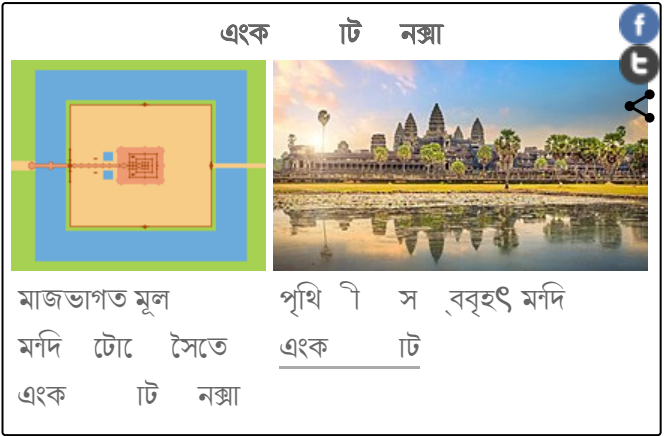 এংক াট নক্সা
মাজভাগত মূল
মন্দি টোে সৈতে
এংক াট নক্সা
পৃথি ী স ্ববৃহৎ মন্দি
এংক াট